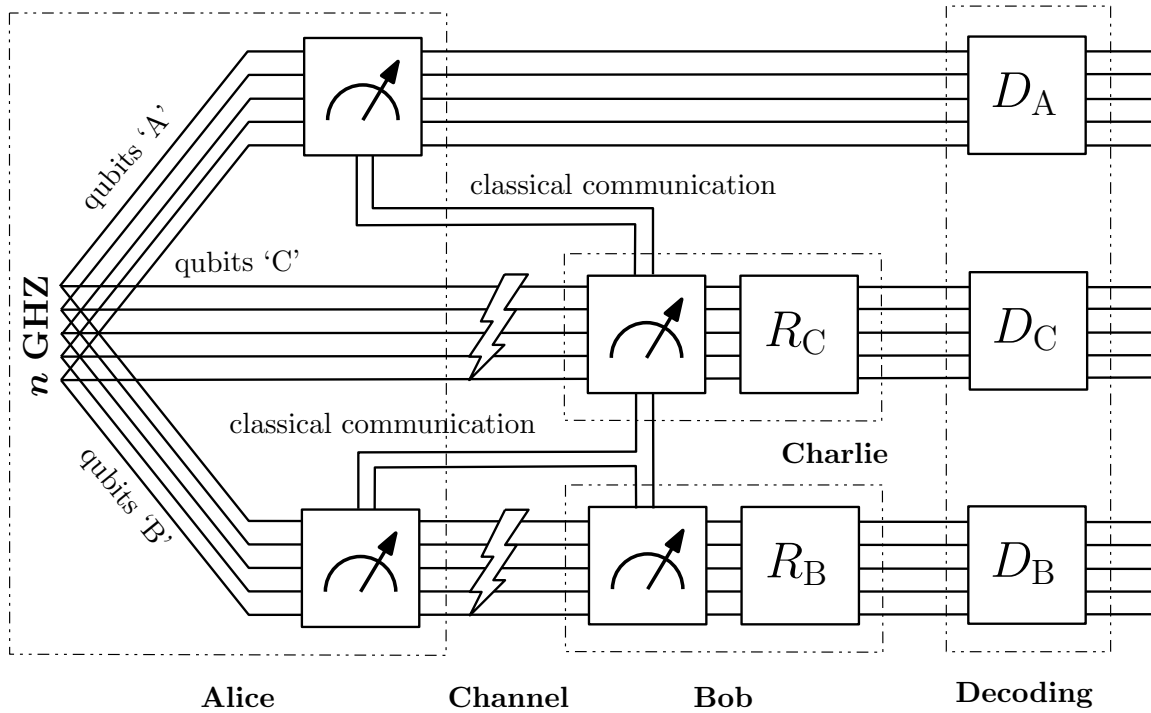 qubits ‘A’
D_A
classical communication
qubits ‘C’
n GHZ
R_C
D_C
classical communication
Charlie
qubits ‘B’
R_B
D_B
Alice
Channel
Bob
Decoding